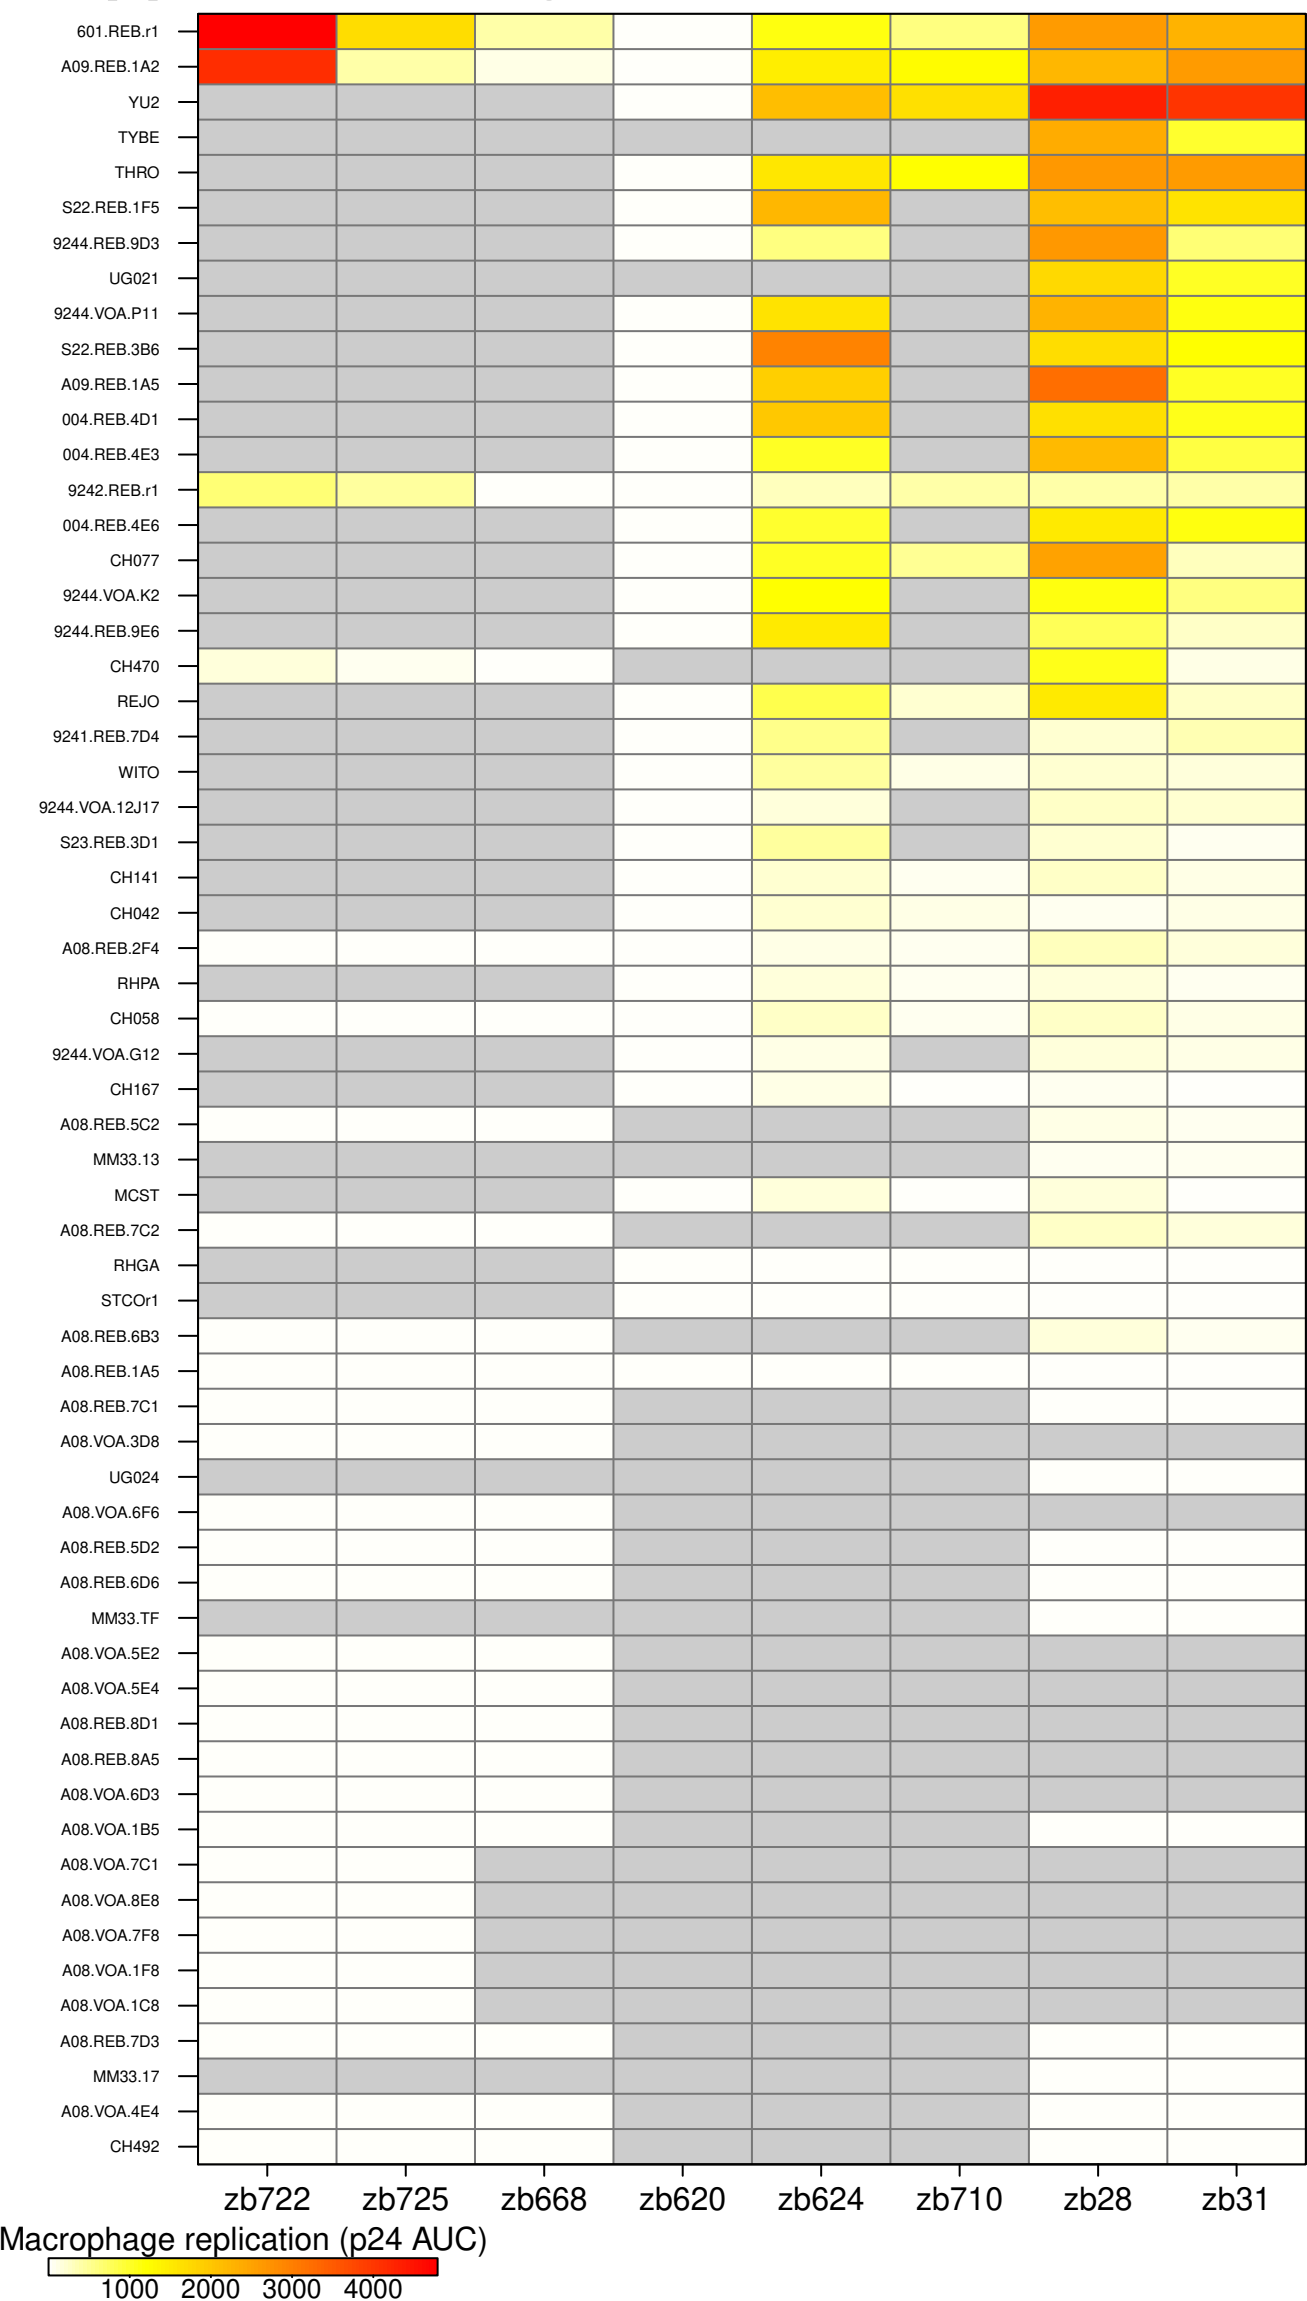 601.REB.r1
A09.REB.1A2
YU2
TYBE
THRO
S22.REB.1F5
9244.REB.9D3
UG021
9244.VOA.P11
S22.REB.3B6
A09.REB.1A5
004.REB.4D1
004.REB.4E3
9242.REB.r1
004.REB.4E6
CH077
9244.VOA.K2
9244.REB.9E6
CH470
REJO
9241.REB.7D4
WITO
9244.VOA.12J17
S23.REB.3D1
CH141
CH042
A08.REB.2F4
RHPA
CH058
9244.VOA.G12
CH167
A08.REB.5C2
MM33.13
MCST
A08.REB.7C2
RHGA
STCOr1
A08.REB.6B3
A08.REB.1A5
A08.REB.7C1
A08.VOA.3D8
UG024
A08.VOA.6F6
A08.REB.5D2
A08.REB.6D6
MM33.TF
A08.VOA.5E2
A08.VOA.5E4
A08.REB.8D1
A08.REB.8A5
A08.VOA.6D3
A08.VOA.1B5
A08.VOA.7C1
A08.VOA.8E8
A08.VOA.7F8
A08.VOA.1F8
A08.VOA.1C8
A08.REB.7D3
MM33.17
A08.VOA.4E4
CH492
zb722 zb725 zb668 zb620 zb624 zb710 zb28 zb31
Macrophage replication (p24 AUC)
1000 2000 3000 4000